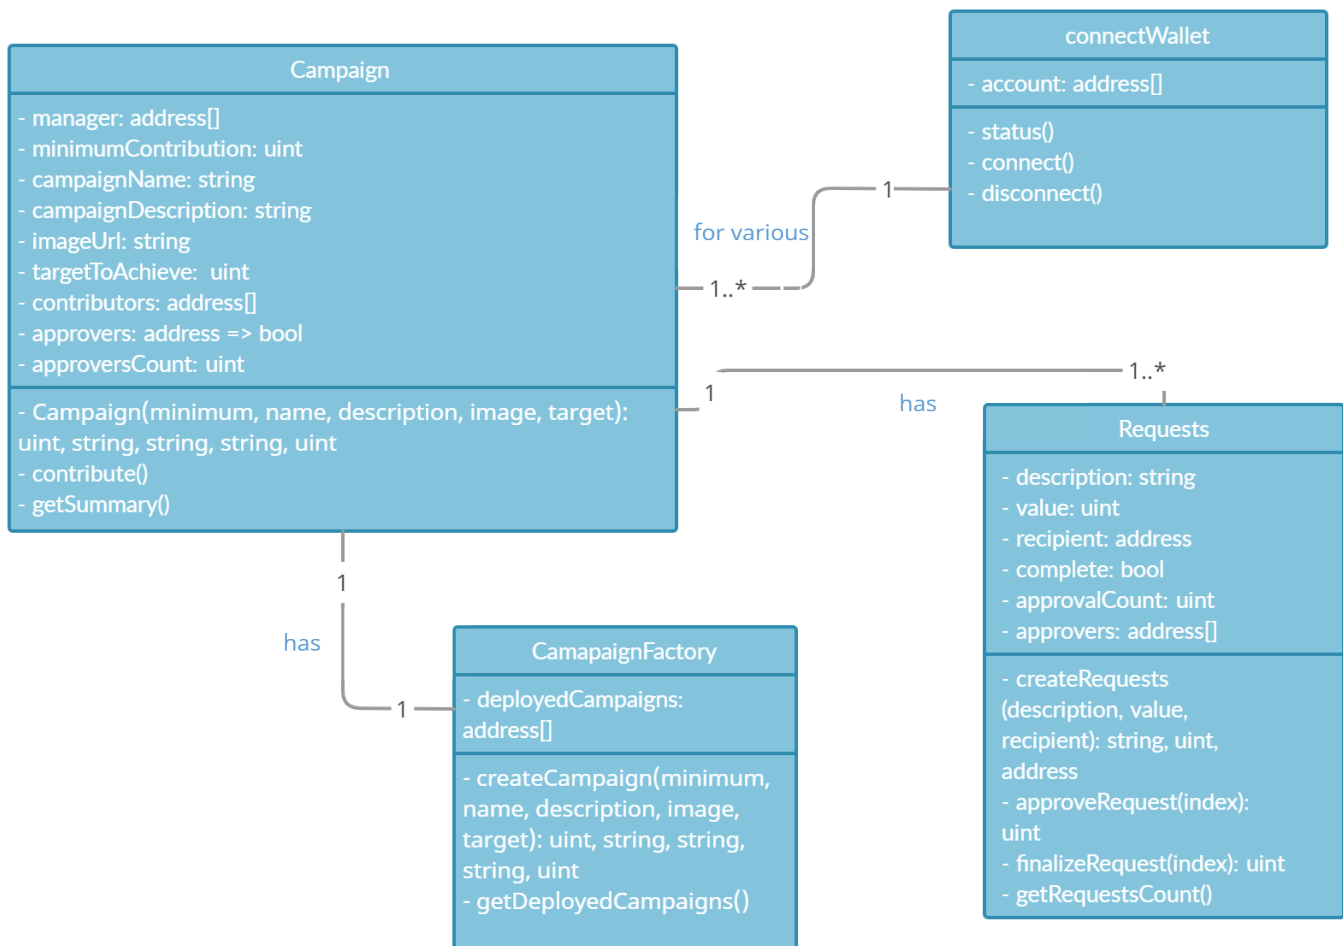 Campaign
- manager: address[]
- minimumContribution: uint
- campaignName: string
- campaignDescription: string
- imageUrl: string
- targetToAchieve:  uint
- contributors: address[]
- approvers: address => bool
- approversCount: uint
- Campaign(minimum, name, description, image, target):
uint, string, string, string, uint
- contribute()
- getSummary()
connectWallet
- account: address[]
- status()
- connect()
- disconnect()
1
for various
1..*
1
1..*
has
Requests
- description: string
- value: uint
- recipient: address
- complete: bool
- approvalCount: uint
- approvers: address[]
- createRequests
(description, value,
recipient): string, uint,
address
- approveRequest(index):
uint
- finalizeRequest(index): uint
- getRequestsCount()
1
has
1
CamapaignFactory
- deployedCampaigns:
address[]
- createCampaign(minimum,
name, description, image,
target): uint, string, string,
string, uint
- getDeployedCampaigns()